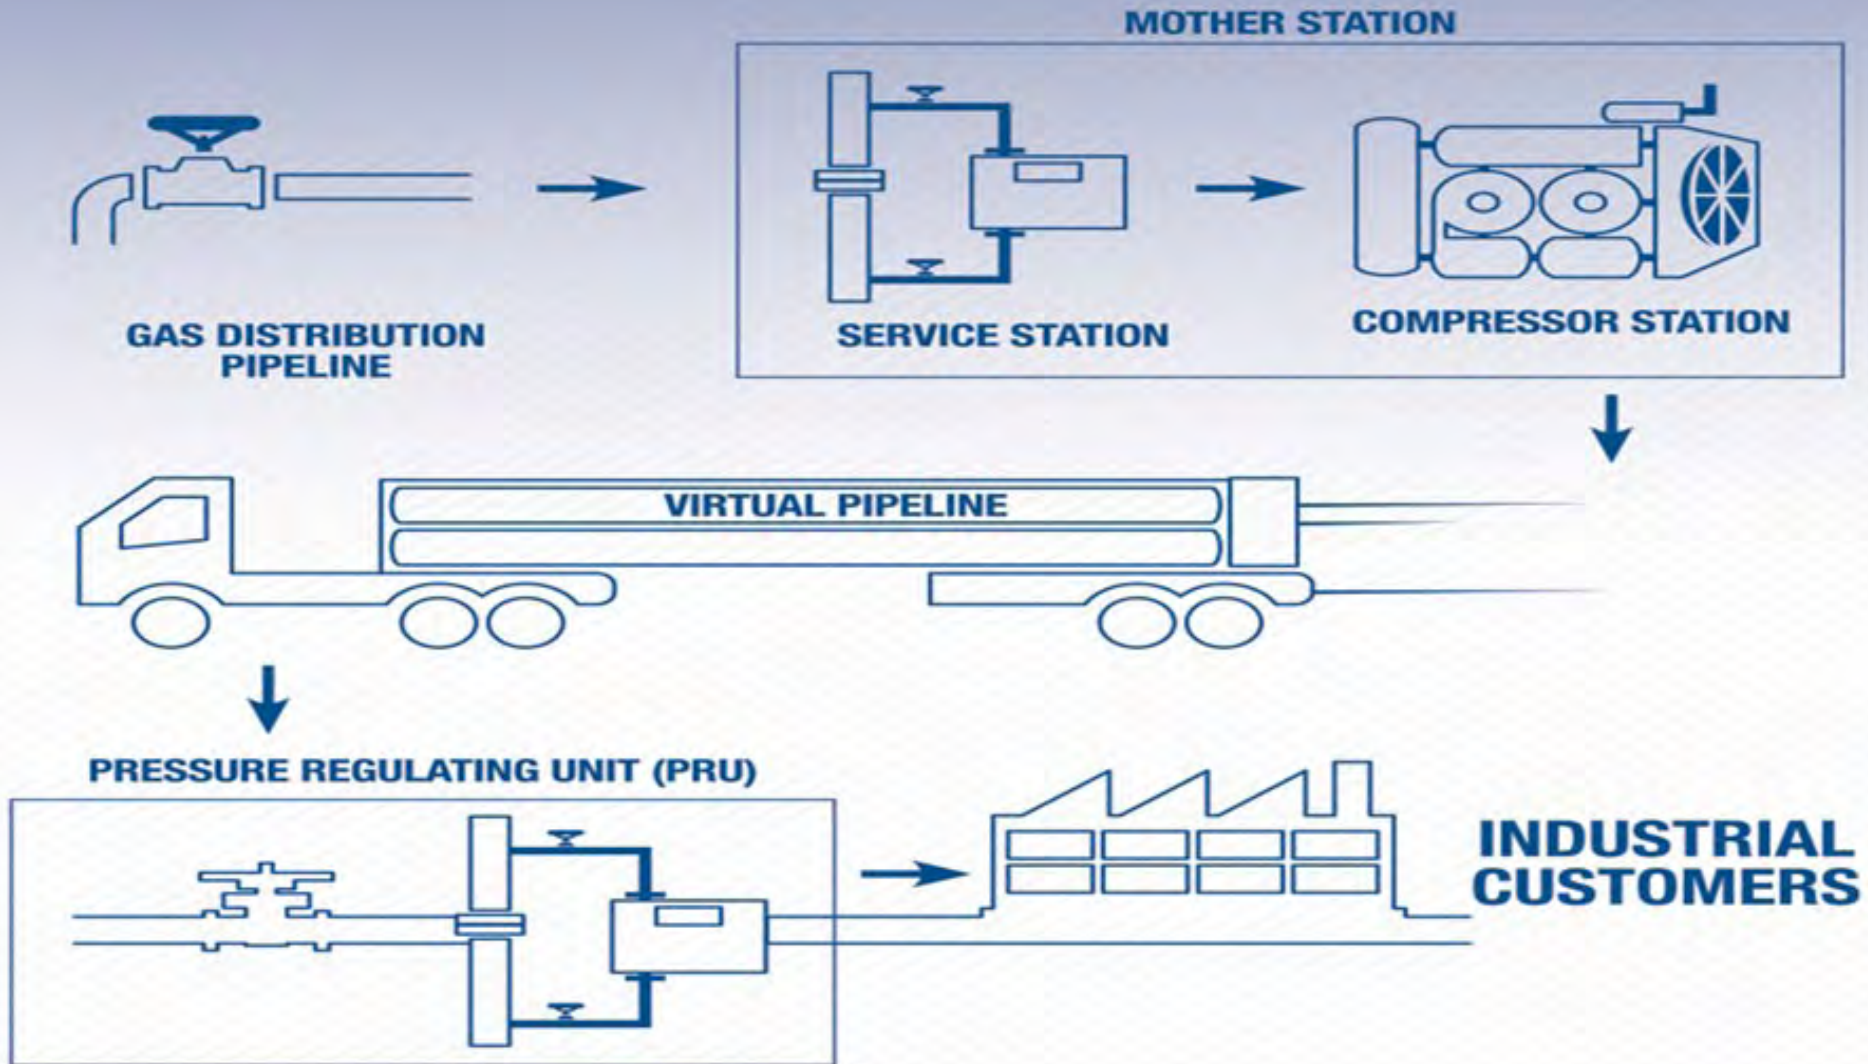 MOTHER STATION
GAS DISTRIBUTION
PIPELINE
SERVICE STATION
COMPRESSOR STATION
VIRTUAL PIPELINE
PRESSURE REGULATING UNIT (PRU)
INDUSTRIAL
CUSTOMERS